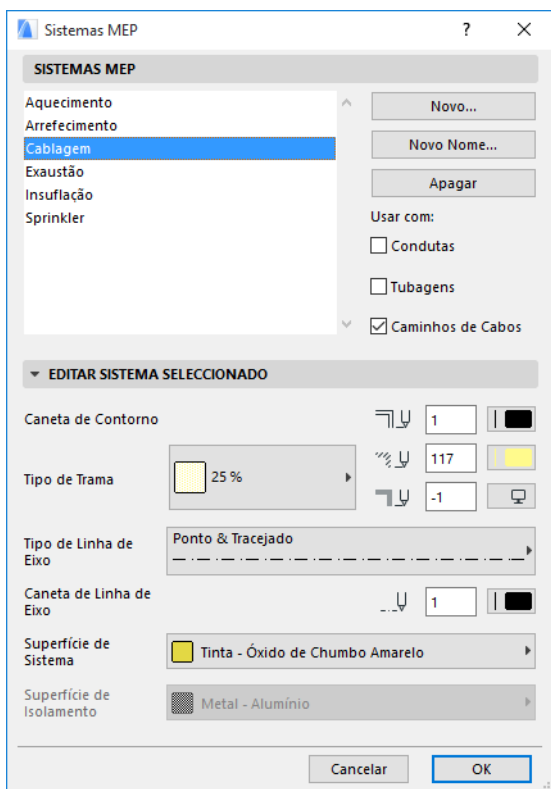 Sistemas MEP
?
SISTEMAS MEP
Aquecimento
Arrefecimento
Cablagem
Exaustão
Insuflação
Sprinkler
Novo...
Novo Nome...
Apagar
Usar com:
Condutas
Tubagens
Caminhos de Cabos
EDITAR SISTEMA SELECCIONADO
Caneta de Contorno
1
Tipo de Trama
25 %
117
-1
Tipo de Linha de
Eixo
Ponto & Tracejado
Caneta de Linha de
Eixo
1
Superfície de
Sistema
Tinta - Óxido de Chumbo Amarelo
Superfície de
Isolamento
Metal - Alumínio
Cancelar
OK